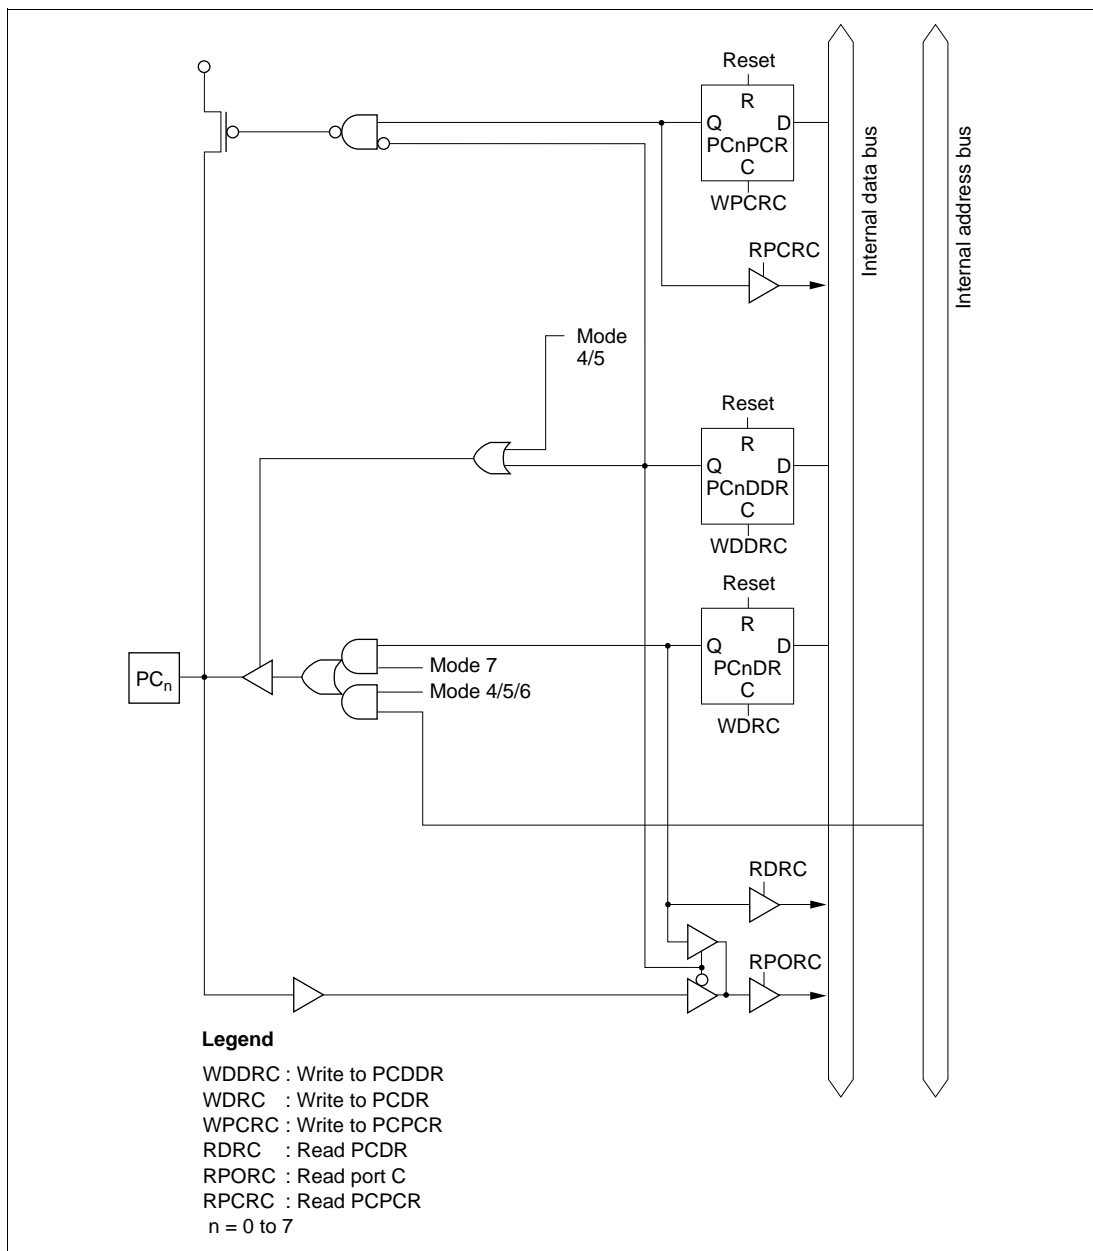 Reset
R
Q D
PCnPCR
C
WPCRC
RPCRC
Internal data bus
Internal address bus
Mode
4/5
Reset
R
Q D
PCnDDR
C
WDDRC
Reset
R
Q D
PCnDR
C
WDRC
PCn
Mode 7
Mode 4/5/6
RDRC
RPORC
Legend
WDDRC : Write to PCDDR
WDRC : Write to PCDR
WPCRC : Write to PCPCR
RDRC : Read PCDR
RPORC : Read port C
RPCRC : Read PCPCR
n = 0 to 7